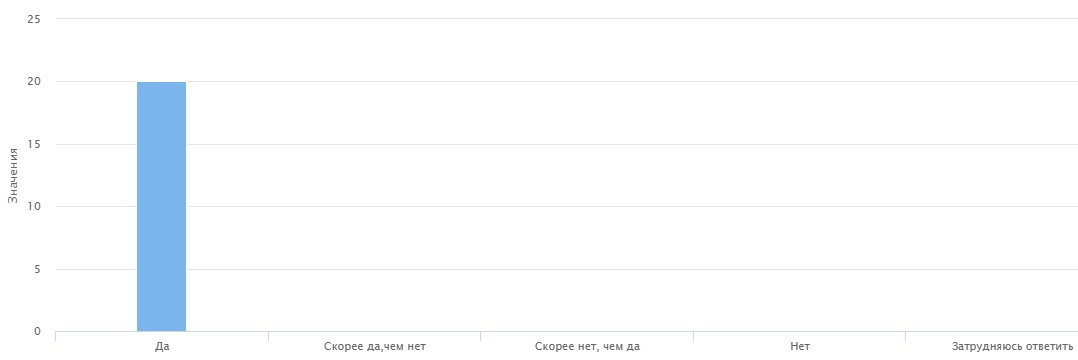 25
20
15
10
5
0
Значения
Да
Скорее да,чем нет
Скорее нет, чем да
Нет
Затрудняюсь ответить